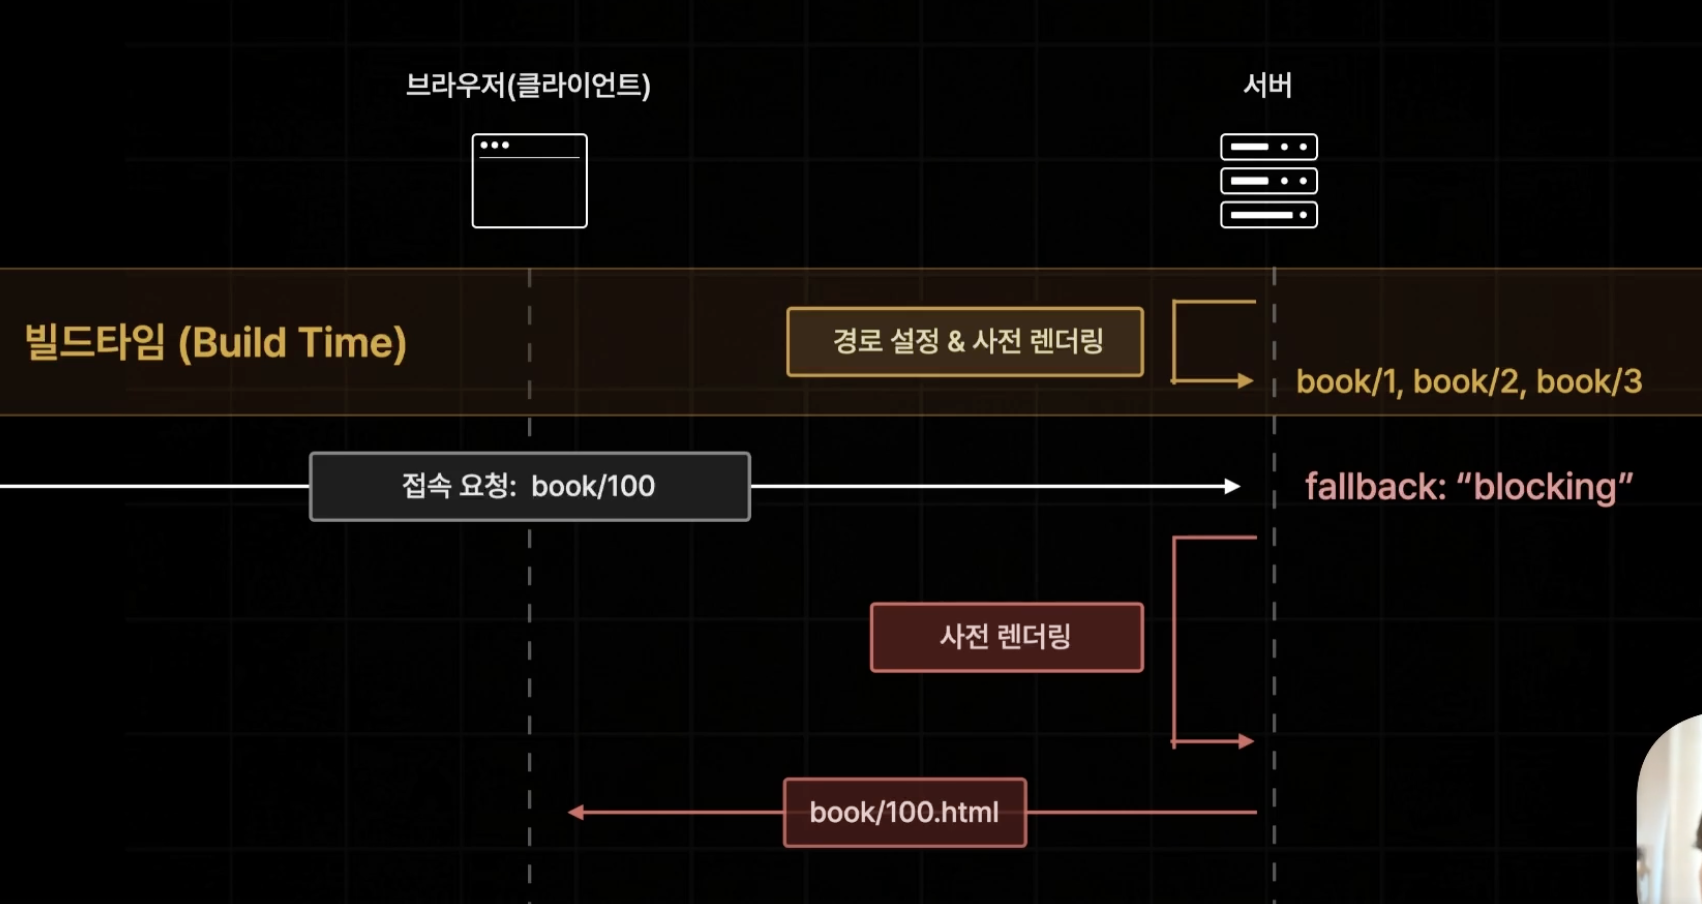 브라우저(클라이언트)
서버
빌드타임 (Build Time)
경로 설정 & 사전 렌더링
book/1, book/2, book/3
접속 요청: book/100
fallback: “blocking”
사전 렌더링
book/100.html